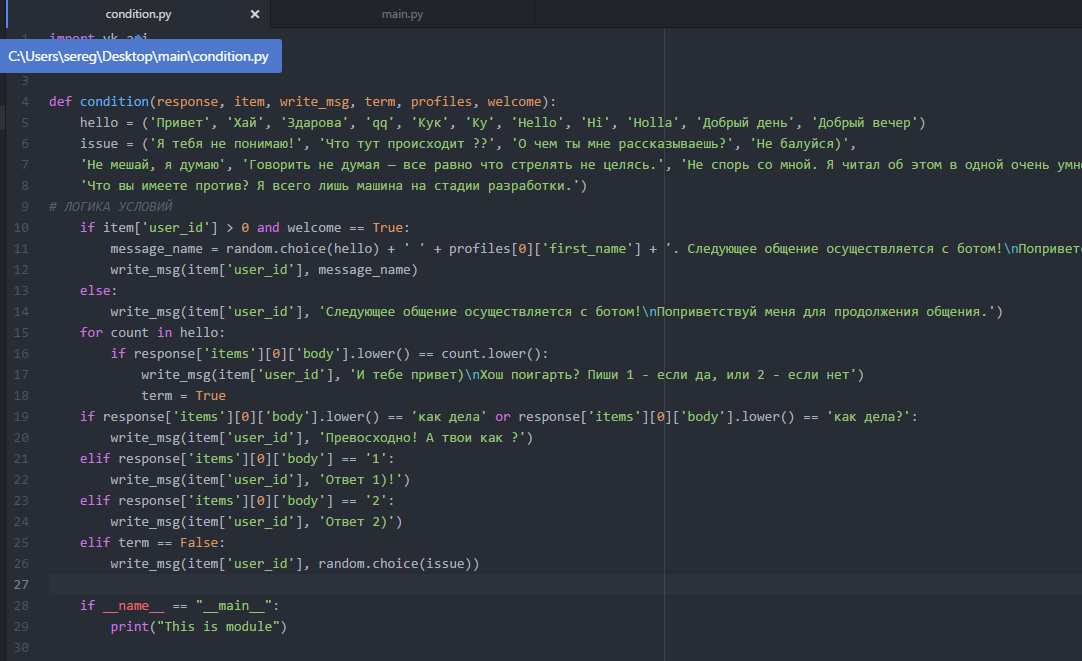 condition.py
main.py
1 import vk_api
C:\Users\sereg\Desktop\main\condition.py
3
4 def condition(response, item, write_msg, term, profiles, welcome):
5 hello = ('Привет', 'Хай', 'Здарова', 'qq', 'Кук', 'Ку', 'Hello', 'Hi', 'Holla', 'Добрый день', 'Добрый вечер')
6 issue = ('Я тебя не понимаю!', 'Что тут происходит ??', 'О чем ты мне рассказываешь?', 'Не балуйся)',
7 'Не мешай, я думаю', 'Говорить не думая — все равно что стрелять не целясь.', 'Не спорь со мной. Я читал об этом в одной очень
8 'Что вы имеете против? Я всего лишь машина на стадии разработки.')
9 # ЛОГИКА УСЛОВИЙ
10 if item['user_id'] > 0 and welcome == True:
11 message_name = random.choice(hello) + ' ' + profiles[0]['first_name'] + '. Следующее общение осуществляется с ботом!\nПоприветс
12 write_msg(item['user_id'], message_name)
13 else:
14 write_msg(item['user_id'], 'Следующее общение осуществляется с ботом!\nПоприветствуй меня для продолжения общения.')
15 for count in hello:
16 if response['items'][0]['body'].lower() == count.lower():
17 write_msg(item['user_id'], 'И тебе привет)\nХош поигарть? Пиши 1 - если да, или 2 - если нет')
18 term = True
19 if response['items'][0]['body'].lower() == 'как дела' or response['items'][0]['body'].lower() == 'как дела?':
20 write_msg(item['user_id'], 'Превосходно! А твои как ?')
21 elif response['items'][0]['body'] == '1':
22 write_msg(item['user_id'], 'Ответ 1)!')
23 elif response['items'][0]['body'] == '2':
24 write_msg(item['user_id'], 'Ответ 2)')
25 elif term == False:
26 write_msg(item['user_id'], random.choice(issue))
27
28 if __name__ == "__main__":
29 print("This is module")
30